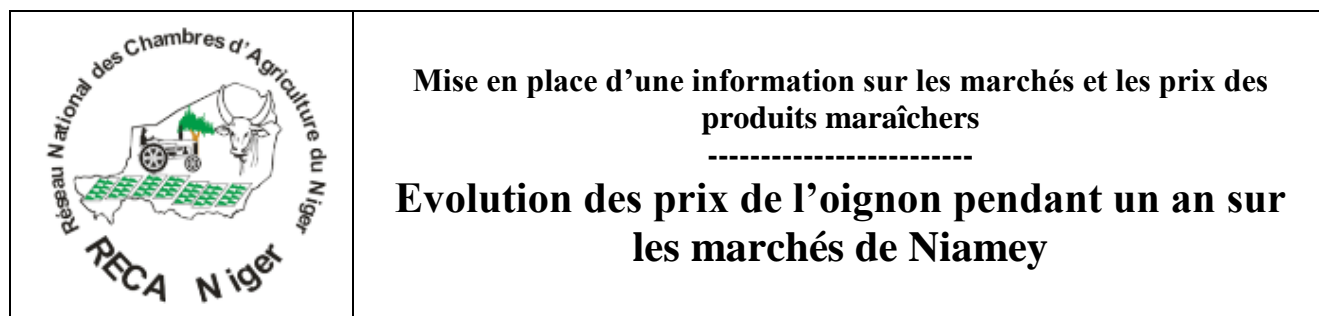 Réseau National des Chambres d'Agriculture du Niger
RECA Niger
Mise en place d’une information sur les marchés et les prix des
produits maraîchers
-------------------------
Evolution des prix de l’oignon pendant un an sur
les marchés de Niamey